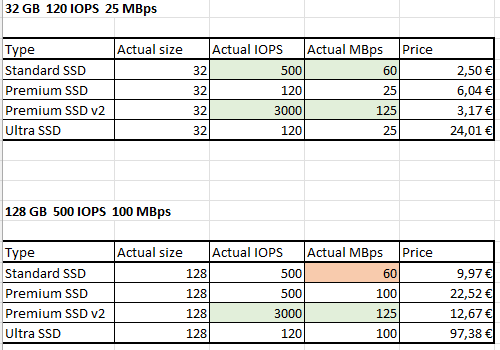 32 GB 120 IOPS 25 MBps
Type Actual size Actual IOPS Actual MBps Price
Standard SSD 32 500 60 2,50 €
Premium SSD 32 120 25 6,04 €
Premium SSD v2 32 3000 125 3,17 €
Ultra SSD 32 120 25 24,01 €
128 GB 500 IOPS 100 MBps
Type Actual size Actual IOPS Actual MBps Price
Standard SSD 128 500 60 9,97 €
Premium SSD 128 500 100 22,52 €
Premium SSD v2 128 3000 125 12,67 €
Ultra SSD 128 120 100 97,38 €